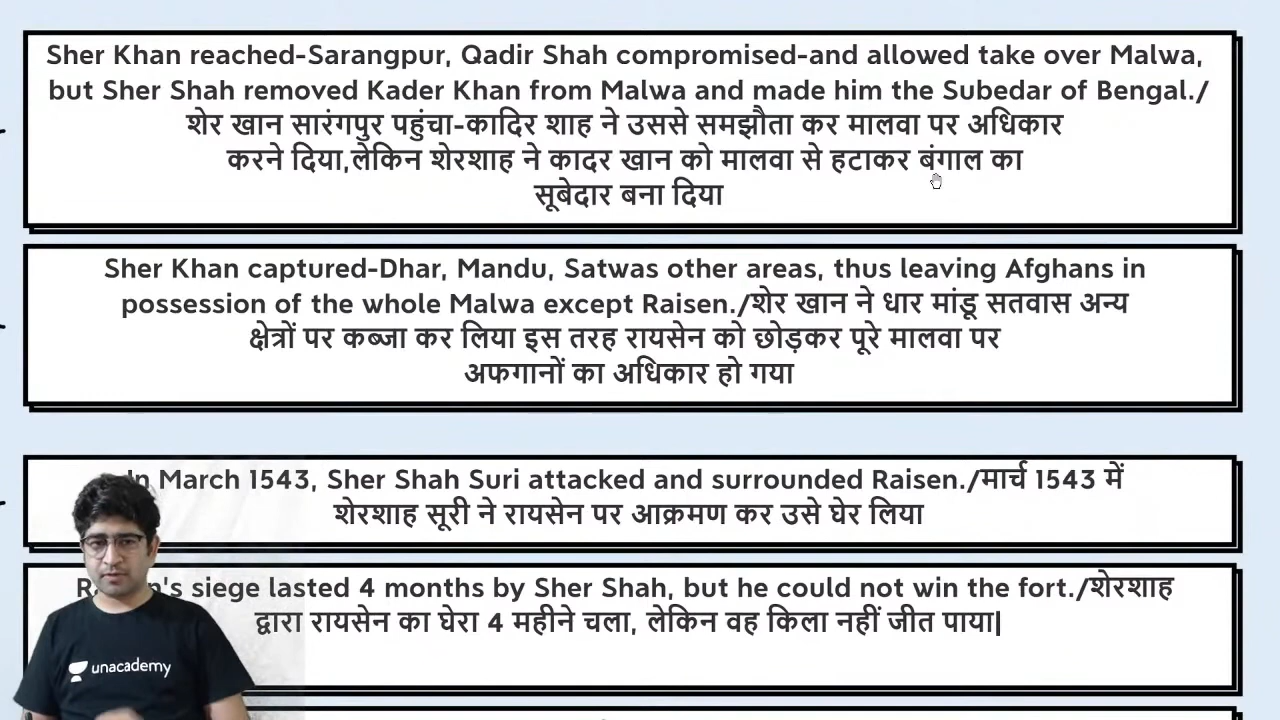 Sher Khan reached-Sarangpur, Qadir Shah compromised-and allowed take over Malwa,
but Sher Shah removed Kader Khan from Malwa and made him the Subedar of Bengal./
शेर खान सारंगपुर पहुंचा-कादिर शाह ने उससे समझौता कर मालवा पर अधिकार
करने दिया,लेकिन शेरशाह ने कादर खान को मालवा से हटाकर बंगाल का
सूबेदार बना दिया
Sher Khan captured-Dhar, Mandu, Satwas other areas, thus leaving Afghans in
possession of the whole Malwa except Raisen./शेर खान ने धार मांडू सतवास अन्य
क्षेत्रों पर कब्जा कर लिया इस तरह रायसेन को छोड़कर पूरे मालवा पर
अफगानों का अधिकार हो गया
In March 1543, Sher Shah Suri attacked and surrounded Raisen./मार्च 1543 में
शेरशाह सूरी ने रायसेन पर आक्रमण कर उसे घेर लिया
siege lasted 4 months by Sher Shah, but he could not win the fort./शेरशाह
द्वारा रायसेन का घेरा 4 महीने चला, लेकिन वह किला नहीं जीत पाया
unacademy